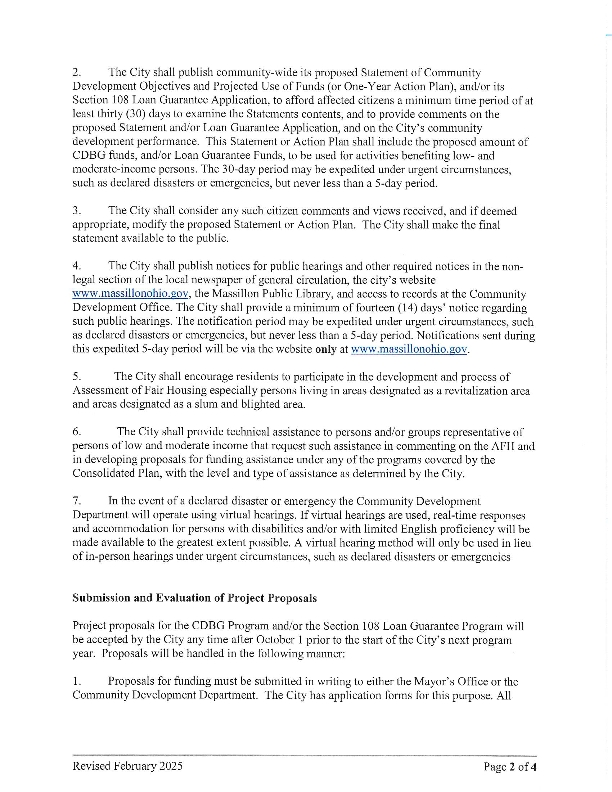 2. The City shall publish community-wide its proposed Statement of Community
Development Objectives and Projected Use of Funds (or One-Year Action Plan), and/or its
Section 108 Loan Guarantee Application, to afford affected citizens a minimum time period of at
least thirty (30) days to examine the Statements contents, and to provide comments on the
proposed Statement and/or Loan Guarantee Application, and on the City's community
development performance. This Statement or Action Plan shall include the proposed amount of
CDBG funds, and/or Loan Guarantee Funds, to be used for activities benefiting low- and
moderate-income persons. The 30-day period may be expedited under urgent circumstances,
such as declared disasters or emergencies, but never less than a 5-day period.
3. The City shall consider any such citizen comments and views received, and if deemed
appropriate, modify the proposed Statement or Action Plan. The City shall make the final
statement available to the public.
4. The City shall publish notices for public hearings and other required notices in the non-
legal section of the local newspaper of general circulation, the city's website
www.massillonohio.gov, the Massillon Public Library, and access to records at the Community
Development Office. The City shall provide a minimum of fourteen (14) days' notice regarding
such public hearings. The notification period may be expedited under urgent circumstances, such
as declared disasters or emergencies, but never less than a 5-day period. Notifications sent during
this expedited 5-day period will be via the website only at www.massillonohio.gov.
5. The City shall encourage residents to participate in the development and process of
Assessment of Fair Housing especially persons living in areas designated as a revitalization area
and areas designated as a slum and blighted area.
6. The City shall provide technical assistance to persons and/or groups representative of
persons of low and moderate income that request such assistance in commenting on the AFH and
in developing proposals for funding assistance under any of the programs covered by the
Consolidated Plan, with the level and type of assistance as determined by the City.
7. In the event of a declared disaster or emergency the Community Development
Department will operate using virtual hearings. If virtual hearings are used, real-time responses
and accommodation for persons with disabilities and/or with limited English proficiency will be
made available to the greatest extent possible. A virtual hearing method will only be used in lieu
of in-person hearings under urgent circumstances, such as declared disasters or emergencies
Submission and Evaluation of Project Proposals
Project proposals for the CDBG Program and/or the Section 108 Loan Guarantee Program will
be accepted by the City any time after October 1 prior to the start of the City's next program
year. Proposals will be handled in the following manner:
1. Proposals for funding must be submitted in writing to either the Mayor's Office or the
Community Development Department. The City has application forms for this purpose. All
Revised February 2025
Page 2 of 4